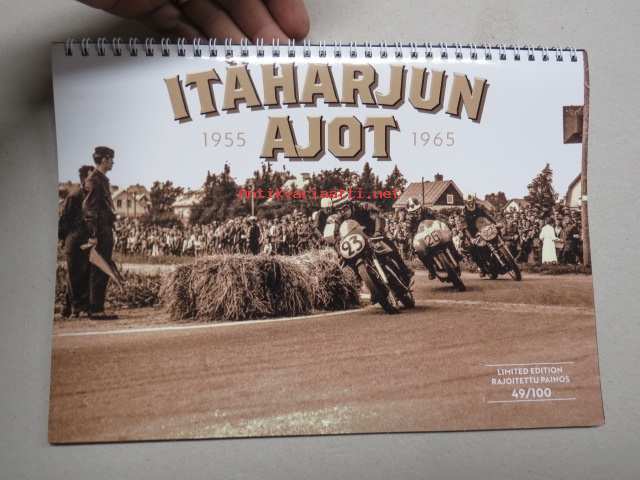 ITÄHARJUN
1955 AJOT 1965
antikvariaatti.net
93
LIMITED EDITION
RAJOITETTU PAINOS
49/100